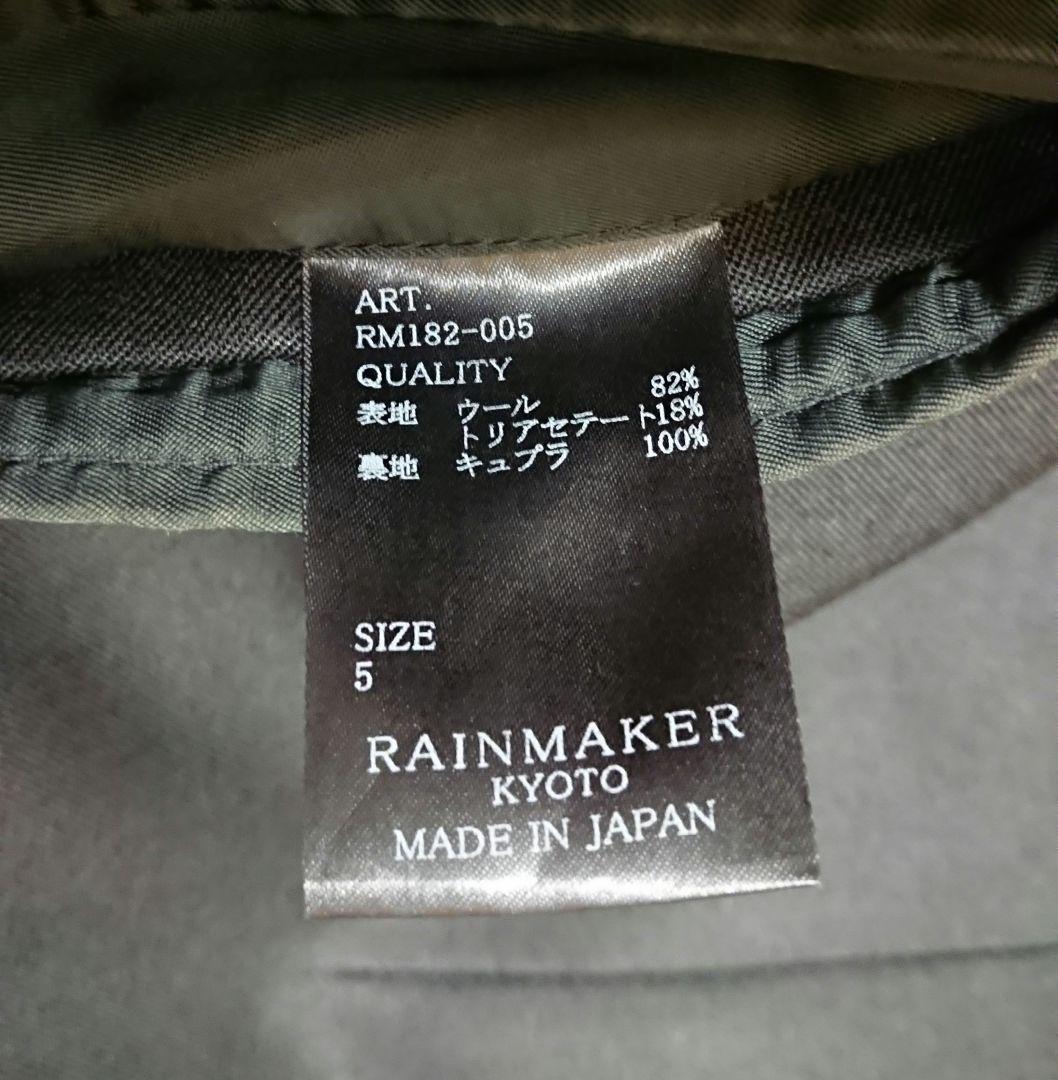 ART.
RM182-005
QUALITY
表地 ウール 82%
トリアセテート18%
裏地 キュプラ 100%
SIZE
5
RAINMAKER
KYOTO
MADE IN JAPAN